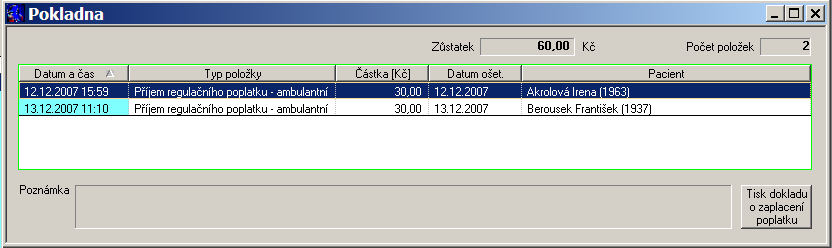 Pokladna
Zůstatek 60,00 Kč Počet položek 2
Datum a čas Typ položky Částka [Kč] Datum ošet. Pacient
12.12.2007 15:59 Příjem regulačního poplatku - ambulantní 30,00 12.12.2007 Akrolová Irena (1963)
13.12.2007 11:10 Příjem regulačního poplatku - ambulantní 30,00 13.12.2007 Berousek František (1937)
Poznámka
Tisk dokladu
o zaplacení
poplatku